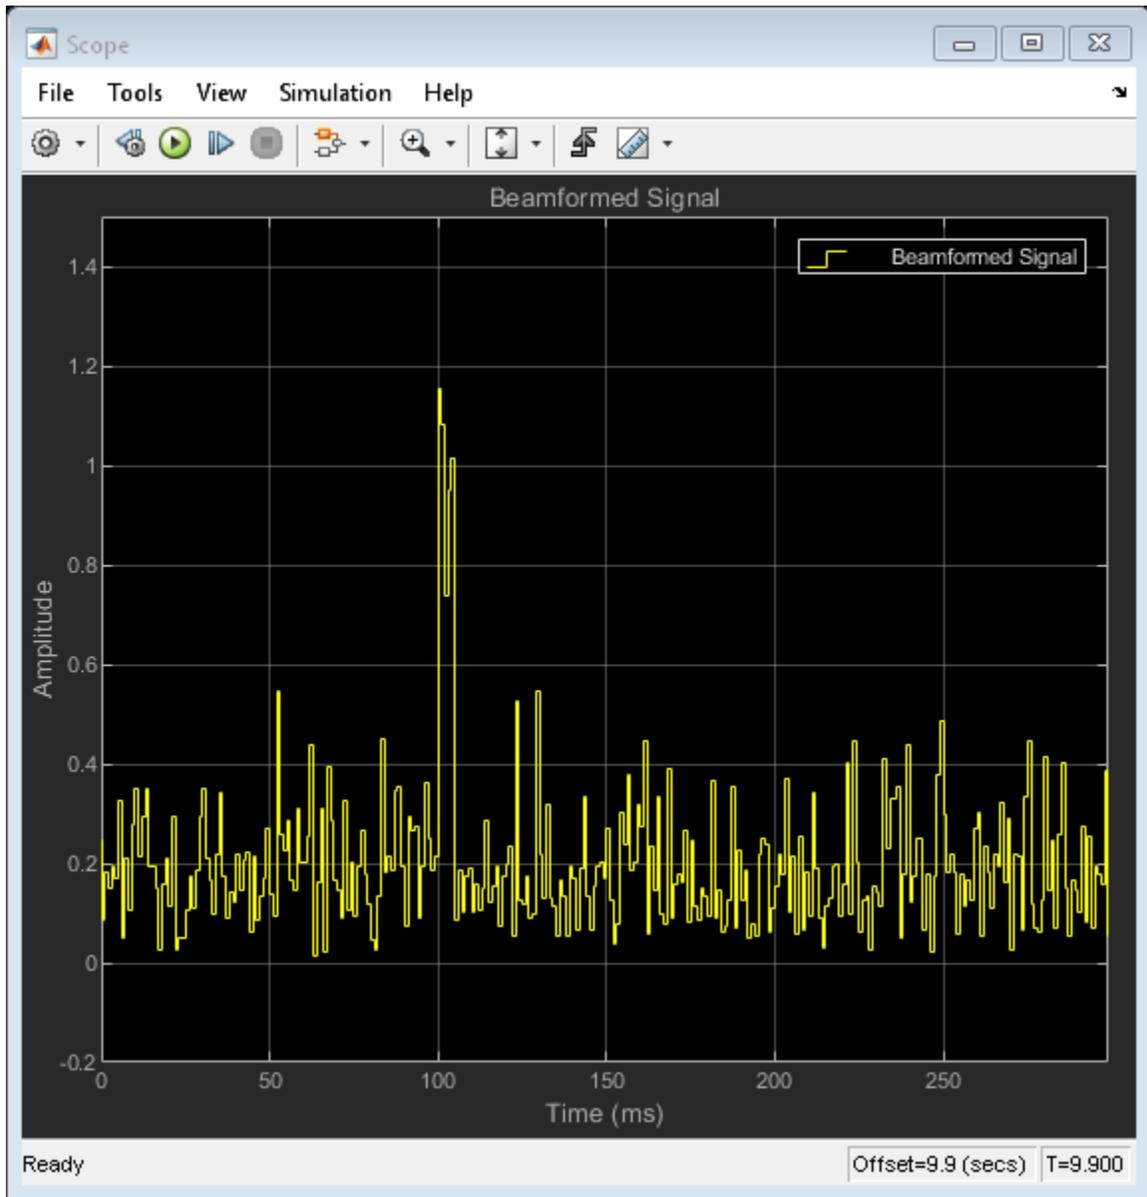 Scope
File Tools View Simulation Help
Beamformed Signal
Beamformed Signal
1.4
1.2
1
0.8
0.6
0.4
0.2
0
-0.2
Amplitude
0 50 100 150 200 250
Time (ms)
Ready Offset=9.9 (secs) T=9.900